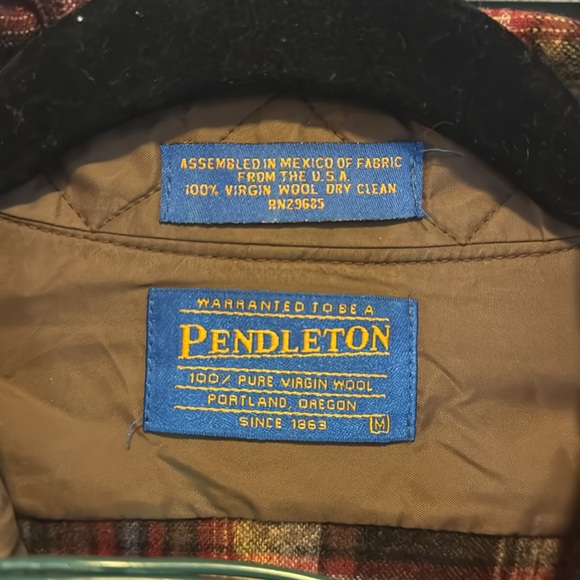 ASSEMBLED IN MEXICO OF FABRIC
FROM THE U.S.A.
100% VIRGIN WOOL DRY CLEAN
RN29685
WARRANTED TO BE A
PENDLETON
100% PURE VIRGIN WOOL
PORTLAND, OREGON
SINCE 1863 M